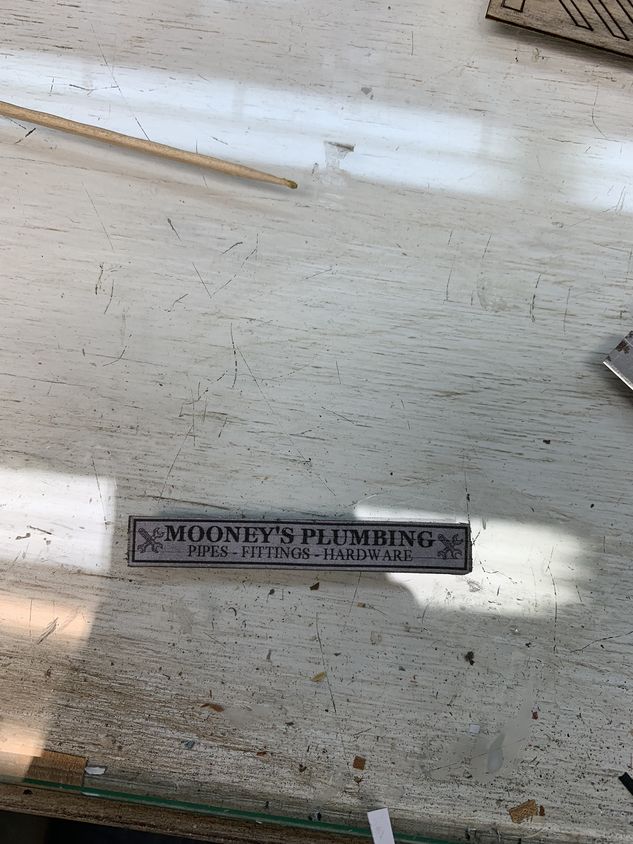 MOONEY'S PLUMBING
PIPES - FITTINGS - HARDWARE